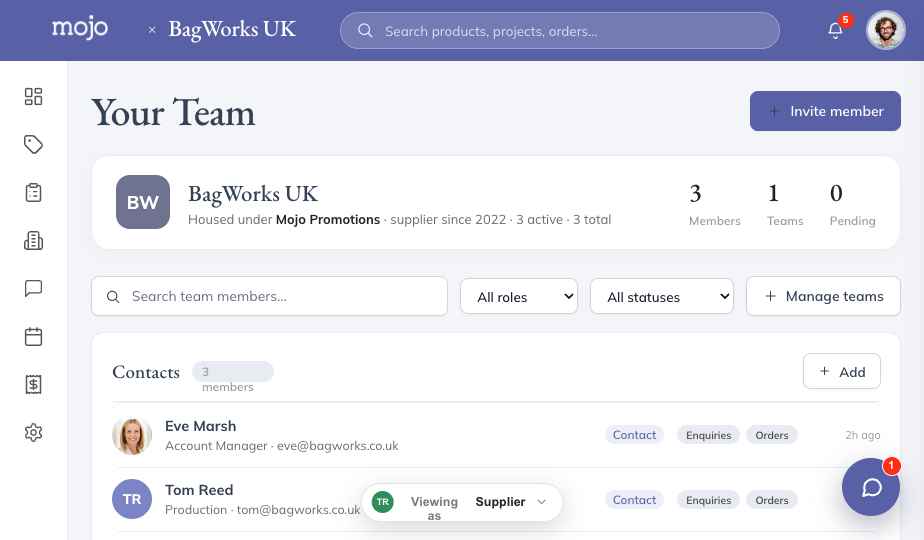 mojo
× BagWorks UK
Search products, projects, orders...
5
Your Team
+ Invite member
BW
BagWorks UK
Housed under Mojo Promotions · supplier since 2022 · 3 active · 3 total
3
Members
1
Teams
0
Pending
Search team members...
All roles
All statuses
+ Manage teams
Contacts
3
members
+ Add
Eve Marsh
Account Manager · eve@bagworks.co.uk
Contact
Enquiries
Orders
2h ago
TR
Tom Reed
Production · tom@bagworks.co.uk
Contact
Enquiries
Orders
TR
Viewing
as
Supplier
1